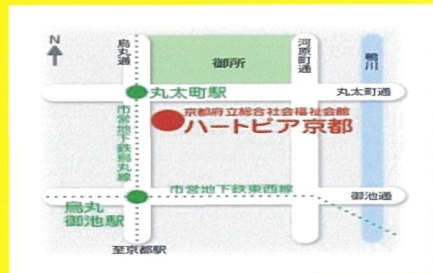 N
烏丸通
御所
河原町通
鴨川
丸太町駅
丸太町通
京都府立総合社会福祉会館
ハートピア京都
市営地下鉄烏丸線
市営地下鉄東西線
御池通
烏丸
御池駅
至京都駅